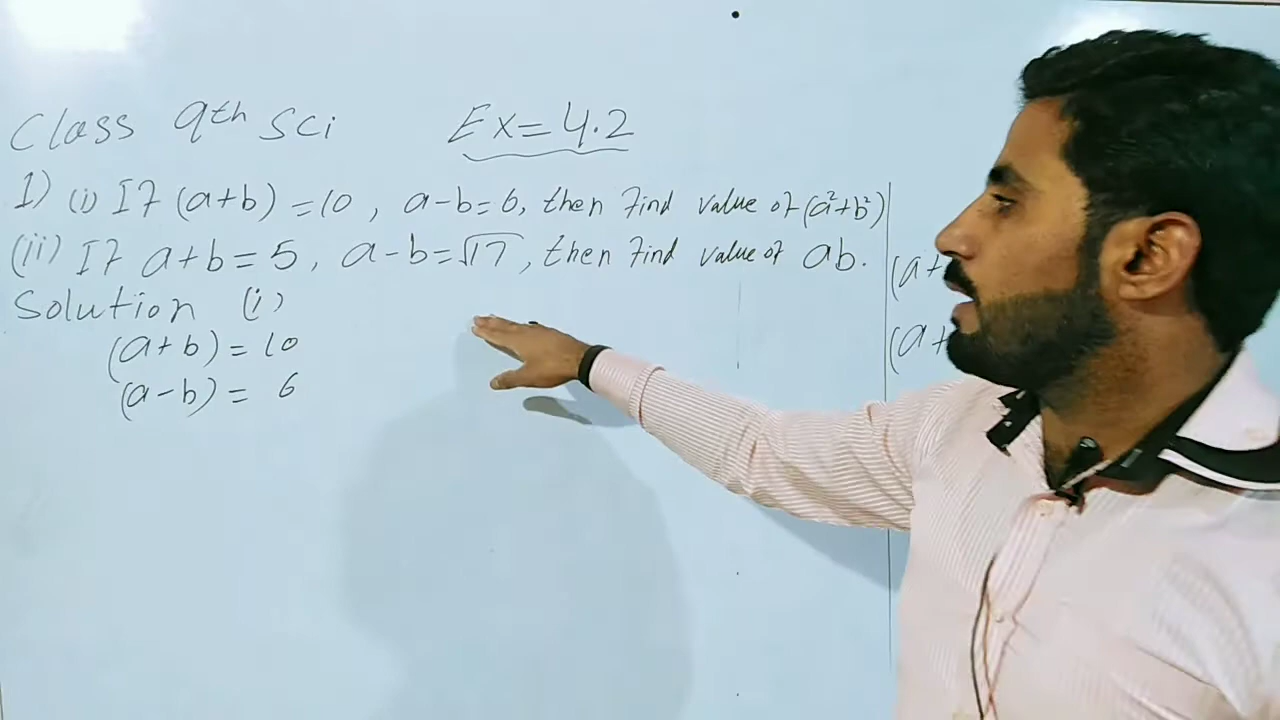 Class 9th Sci Ex = 4.2
1) (i) If (a+b) = 10, a-b = 6, then find value of (a²+b²)
(ii) If a+b = 5, a-b = √17, then find value of ab.
Solution (i)
(a+b) = 10
(a-b) = 6
(a+
(a+